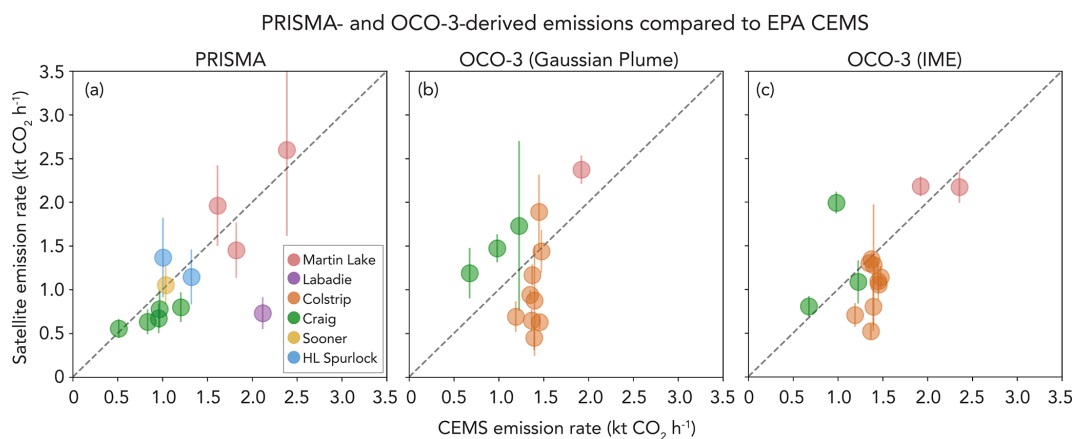 PRISMA- and OCO-3-derived emissions compared to EPA CEMS
PRISMA
OCO-3 (Gaussian Plume)
OCO-3 (IME)
Satellite emission rate (kt CO2 h-1)
3.5
3.0
2.5
2.0
1.5
1.0
0.5
0
(a)
(b)
(c)
Martin Lake
Labadie
Colstrip
Craig
Sooner
HL Spurlock
0 0.5 1.0 1.5 2.0 2.5 3.0 3.5
0 0.5 1.0 1.5 2.0 2.5 3.0 3.5
0 0.5 1.0 1.5 2.0 2.5 3.0 3.5
CEMS emission rate (kt CO2 h-1)